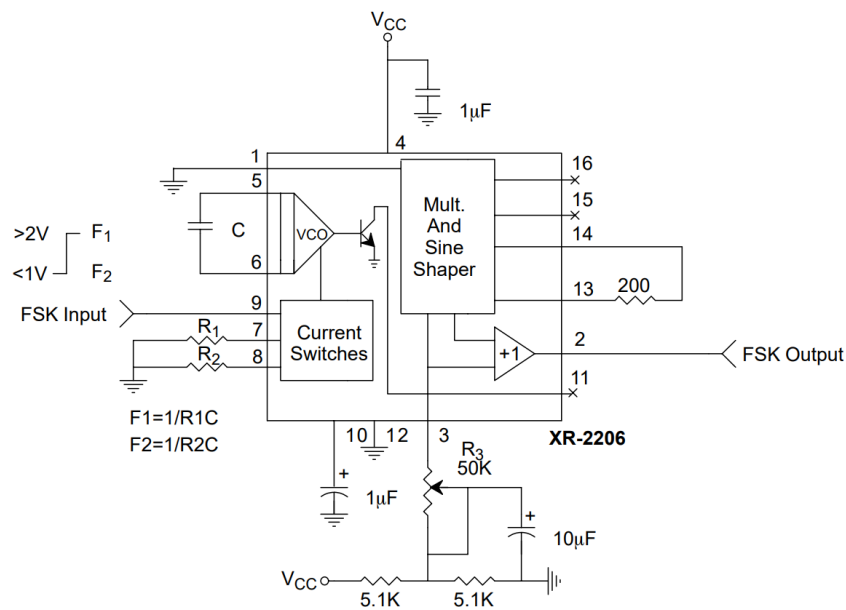 VCC
1μF
4
1
16
5
15
>2V
F1
C
VCO
Mult.
And
Sine
Shaper
14
<1V
F2
6
13
200
FSK Input
9
R1
7
Current
Switches
R2
8
+1
2
FSK Output
11
F1=1/R1C
F2=1/R2C
10
12
3
XR-2206
R3
50K
+
1μF
+
10μF
VCC
5.1K
5.1K